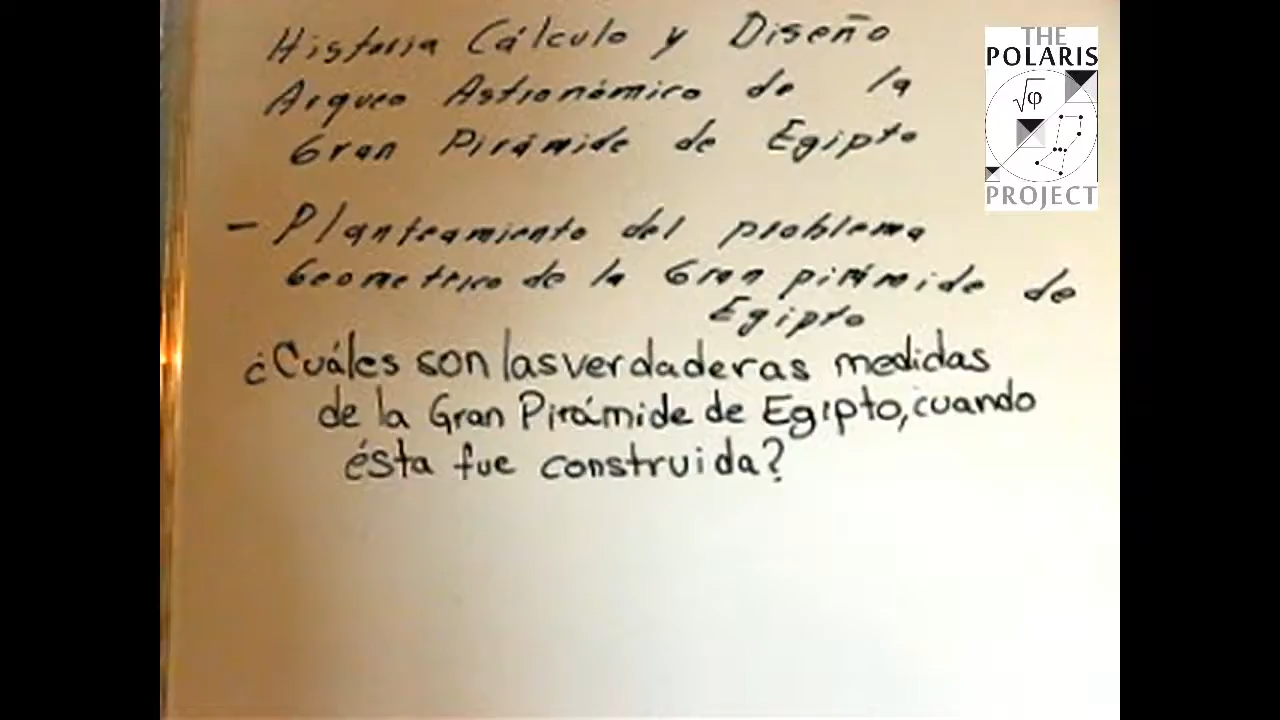 Historia Cálculo y Diseño
Arqueo Astronómico de la
Gran Pirámide de Egipto
- Planteamiento del problema
Geometrico de la Gran pirámide de
Egipto
¿Cuáles son las verdaderas medidas
de la Gran Pirámide de Egipto, cuando
ésta fue construida?
THE
POLARIS
√φ
PROJECT